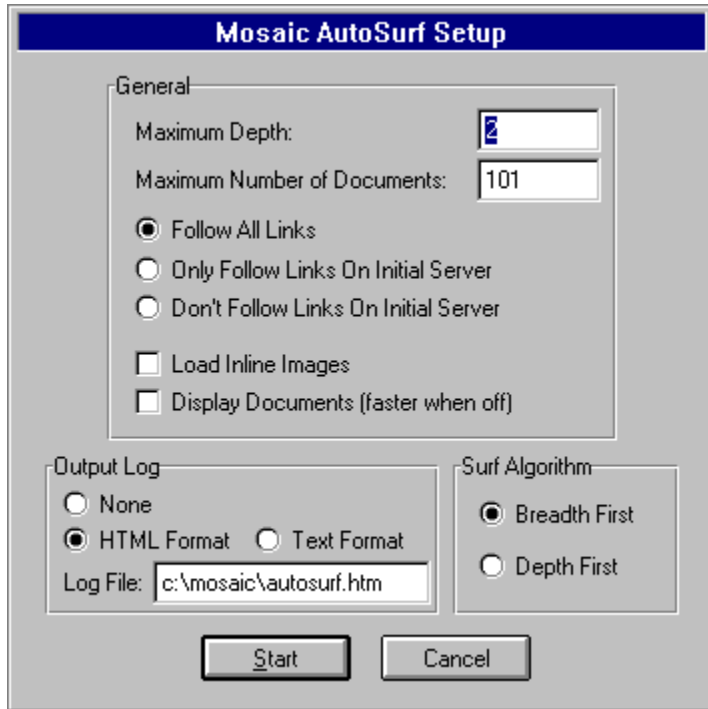 Mosaic AutoSurf Setup
General
Maximum Depth: 2
Maximum Number of Documents: 101
Follow All Links
Only Follow Links On Initial Server
Don't Follow Links On Initial Server
Load Inline Images
Display Documents (faster when off)
Output Log
None
HTML Format Text Format
Log File: c:\mosaic\autosurf.htm
Surf Algorithm
Breadth First
Depth First
Start Cancel